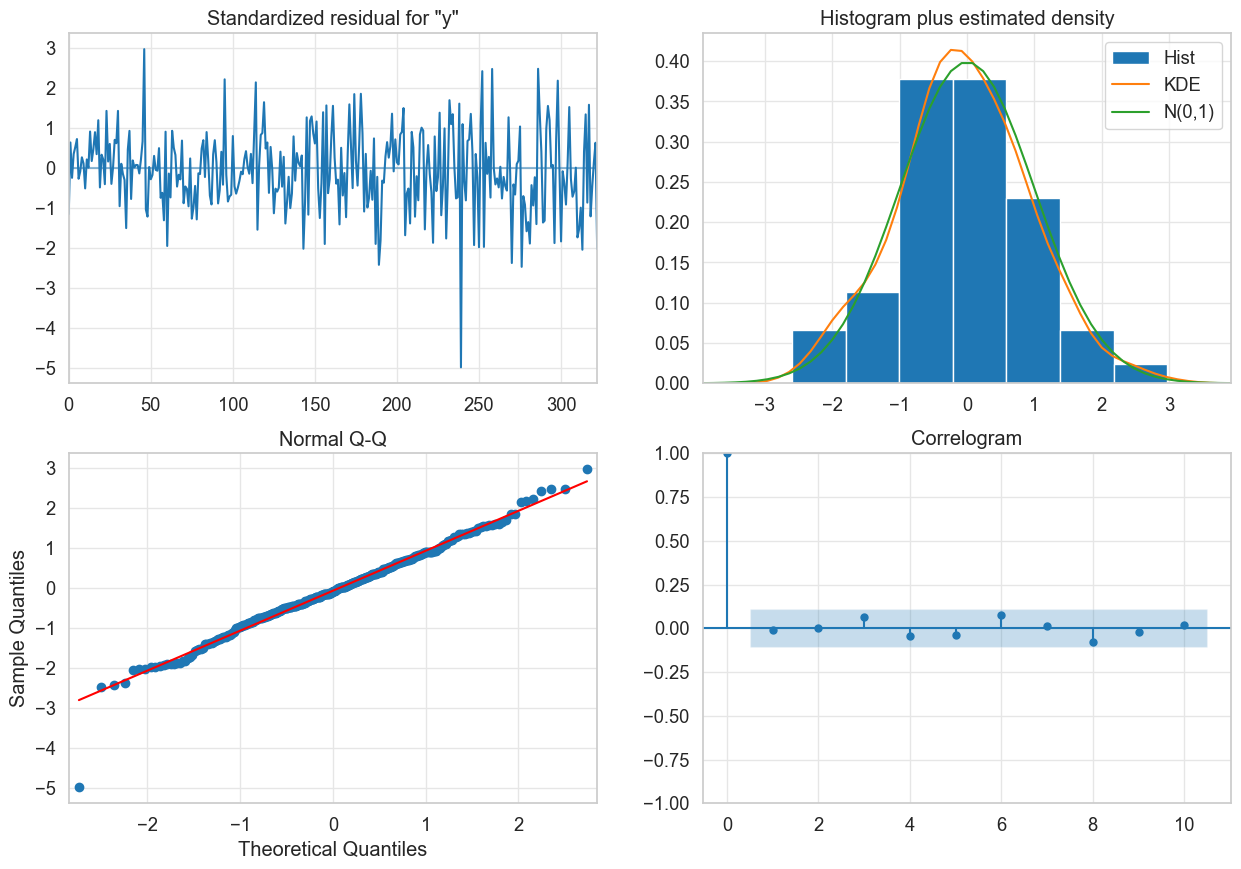 Standardized residual for "y"
3
2
1
0
−1
−2
−3
−4
−5
0 50 100 150 200 250 300
Histogram plus estimated density
Hist
KDE
N(0,1)
0.40
0.35
0.30
0.25
0.20
0.15
0.10
0.05
0.00
−3 −2 −1 0 1 2 3
Normal Q-Q
Sample Quantiles
3
2
1
0
−1
−2
−3
−4
−5
−2 −1 0 1 2
Theoretical Quantiles
Correlogram
1.00
0.75
0.50
0.25
0.00
−0.25
−0.50
−0.75
−1.00
0 2 4 6 8 10